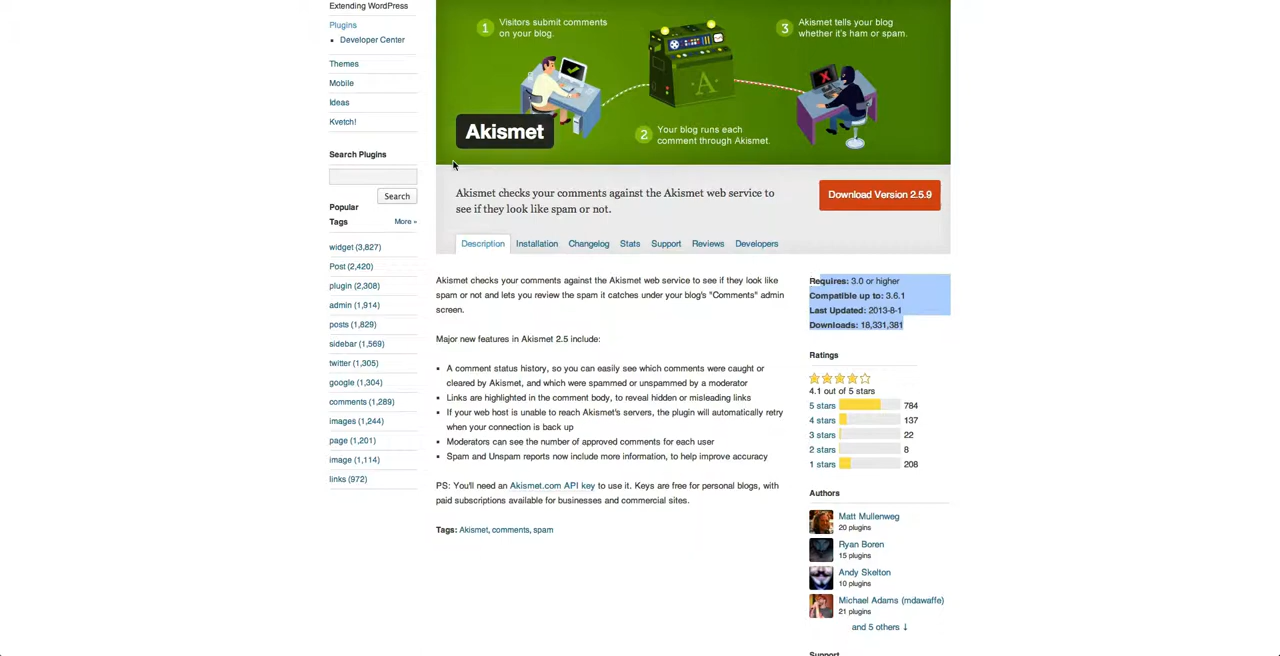 Extending WordPress
Plugins
Developer Center
Themes
Mobile
Ideas
Kvetch!
Search Plugins
Search
Popular
Tags
More »
widget (3,827)
Post (2,420)
plugin (2,308)
admin (1,914)
posts (1,829)
sidebar (1,569)
twitter (1,305)
google (1,304)
comments (1,289)
images (1,244)
page (1,201)
image (1,114)
links (972)
1 Visitors submit comments
on your blog.
3 Akismet tells your blog
whether it's ham or spam.
A
2 Your blog runs each
comment through Akismet.
Akismet
Akismet checks your comments against the Akismet web service to
see if they look like spam or not.
Download Version 2.5.9
Description Installation Changelog Stats Support Reviews Developers
Akismet checks your comments against the Akismet web service to see if they look like
spam or not and lets you review the spam it catches under your blog's "Comments" admin
screen.
Major new features in Akismet 2.5 include:
A comment status history, so you can easily see which comments were caught or
cleared by Akismet, and which were spammed or unspammed by a moderator
Links are highlighted in the comment body, to reveal hidden or misleading links
If your web host is unable to reach Akismet's servers, the plugin will automatically retry
when your connection is back up
Moderators can see the number of approved comments for each user
Spam and Unspam reports now include more information, to help improve accuracy
PS: You'll need an Akismet.com API key to use it. Keys are free for personal blogs, with
paid subscriptions available for businesses and commercial sites.
Tags: Akismet, comments, spam
Requires: 3.0 or higher
Compatible up to: 3.6.1
Last Updated: 2013-8-1
Downloads: 18,331,381
Ratings
4.1 out of 5 stars
5 stars 784
4 stars 137
3 stars 22
2 stars 8
1 stars 208
Authors
Matt Mullenweg
20 plugins
Ryan Boren
15 plugins
Andy Skelton
10 plugins
Michael Adams (mdawaffe)
21 plugins
and 5 others ↓
Support